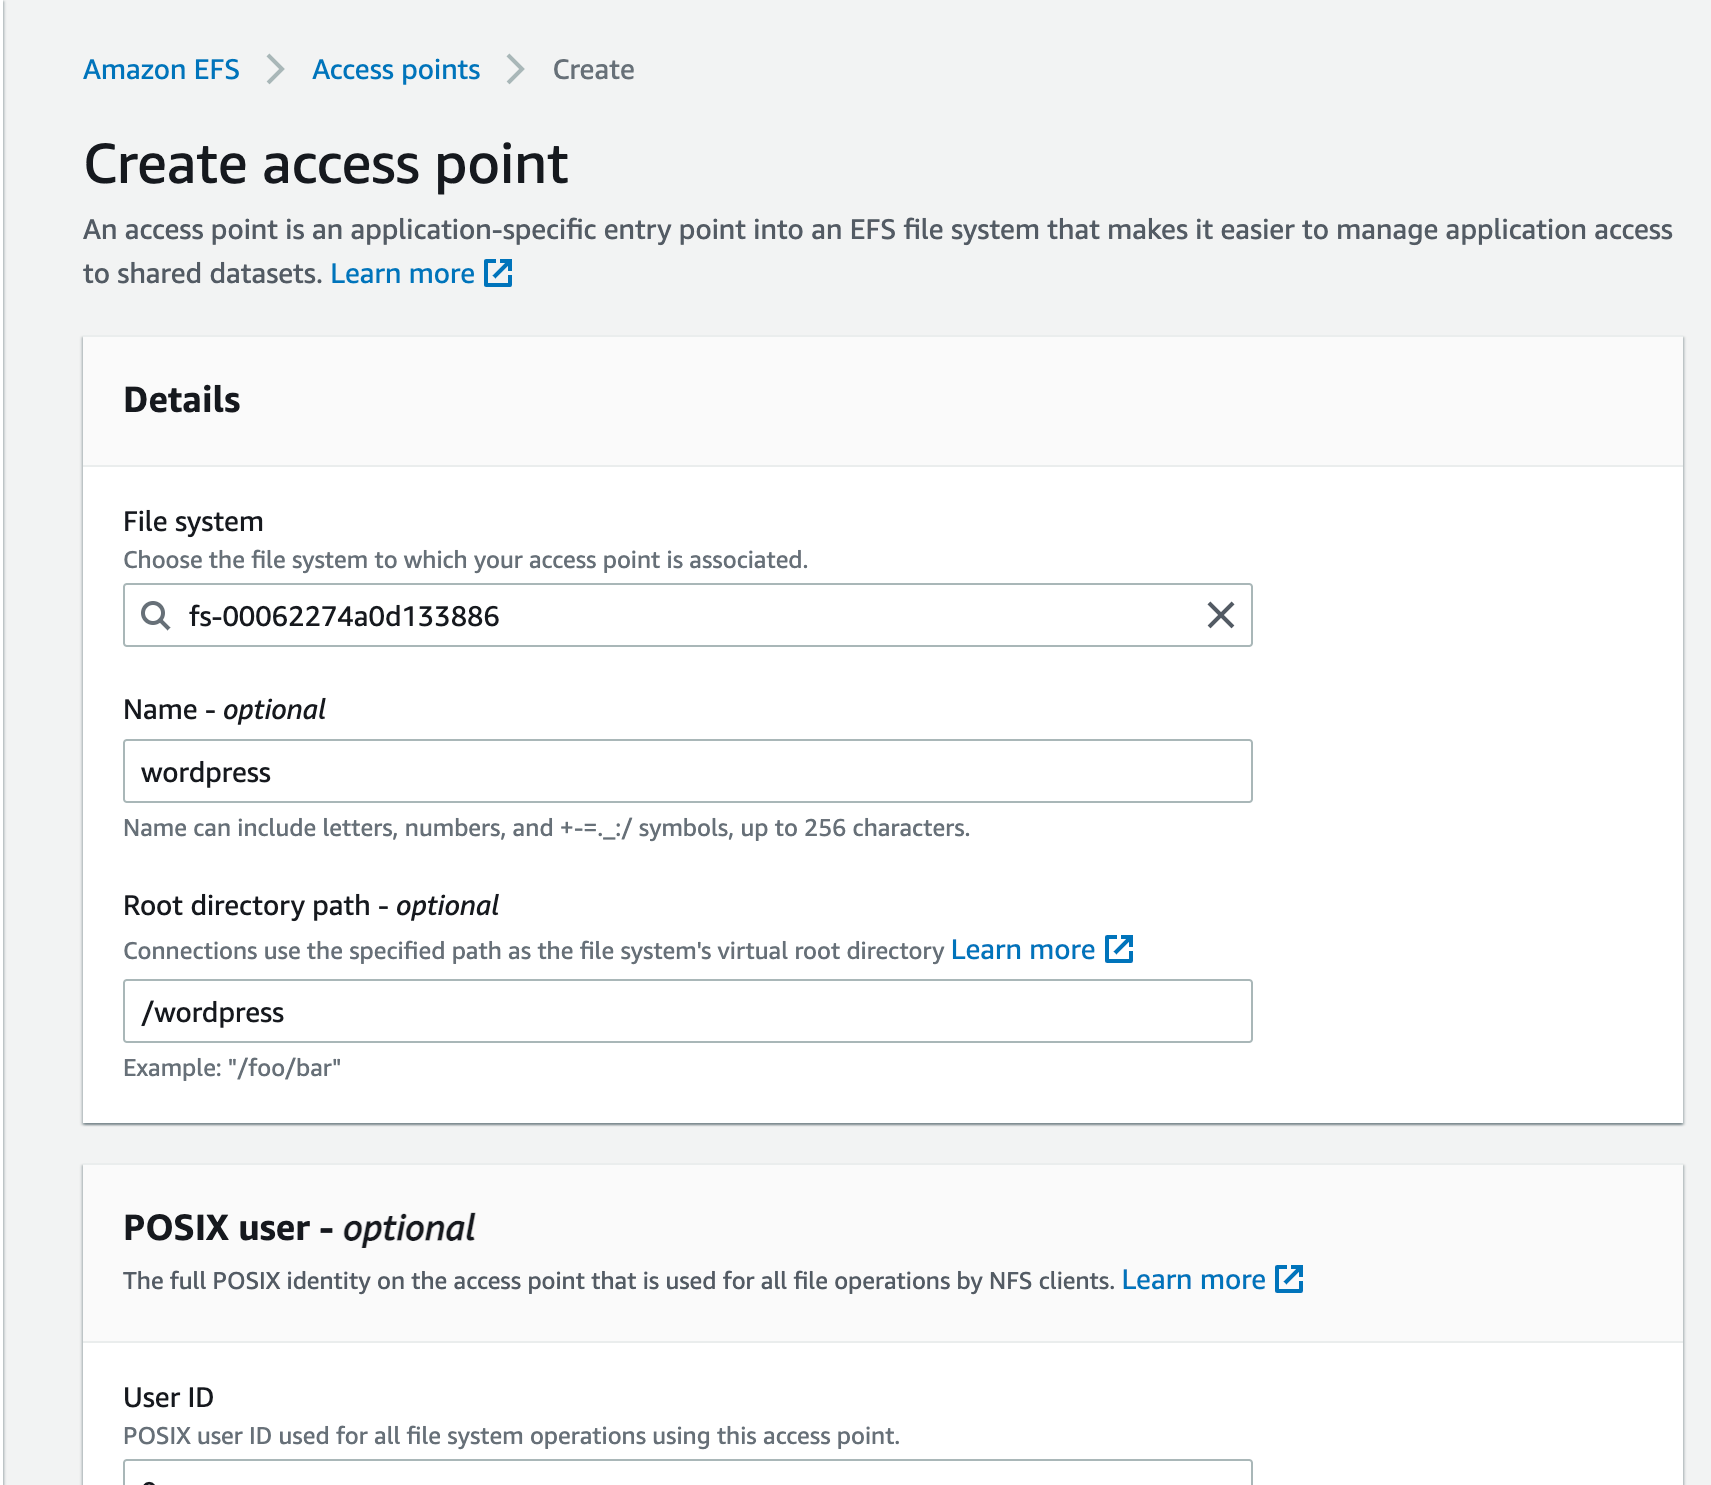 Amazon EFS > Access points > Create
Create access point
An access point is an application-specific entry point into an EFS file system that makes it easier to manage application access
to shared datasets. Learn more
Details
File system
Choose the file system to which your access point is associated.
fs-00062274a0d133886
Name - optional
wordpress
Name can include letters, numbers, and +-=._:/ symbols, up to 256 characters.
Root directory path - optional
Connections use the specified path as the file system's virtual root directory Learn more
/wordpress
Example: "/foo/bar"
POSIX user - optional
The full POSIX identity on the access point that is used for all file operations by NFS clients. Learn more
User ID
POSIX user ID used for all file system operations using this access point.